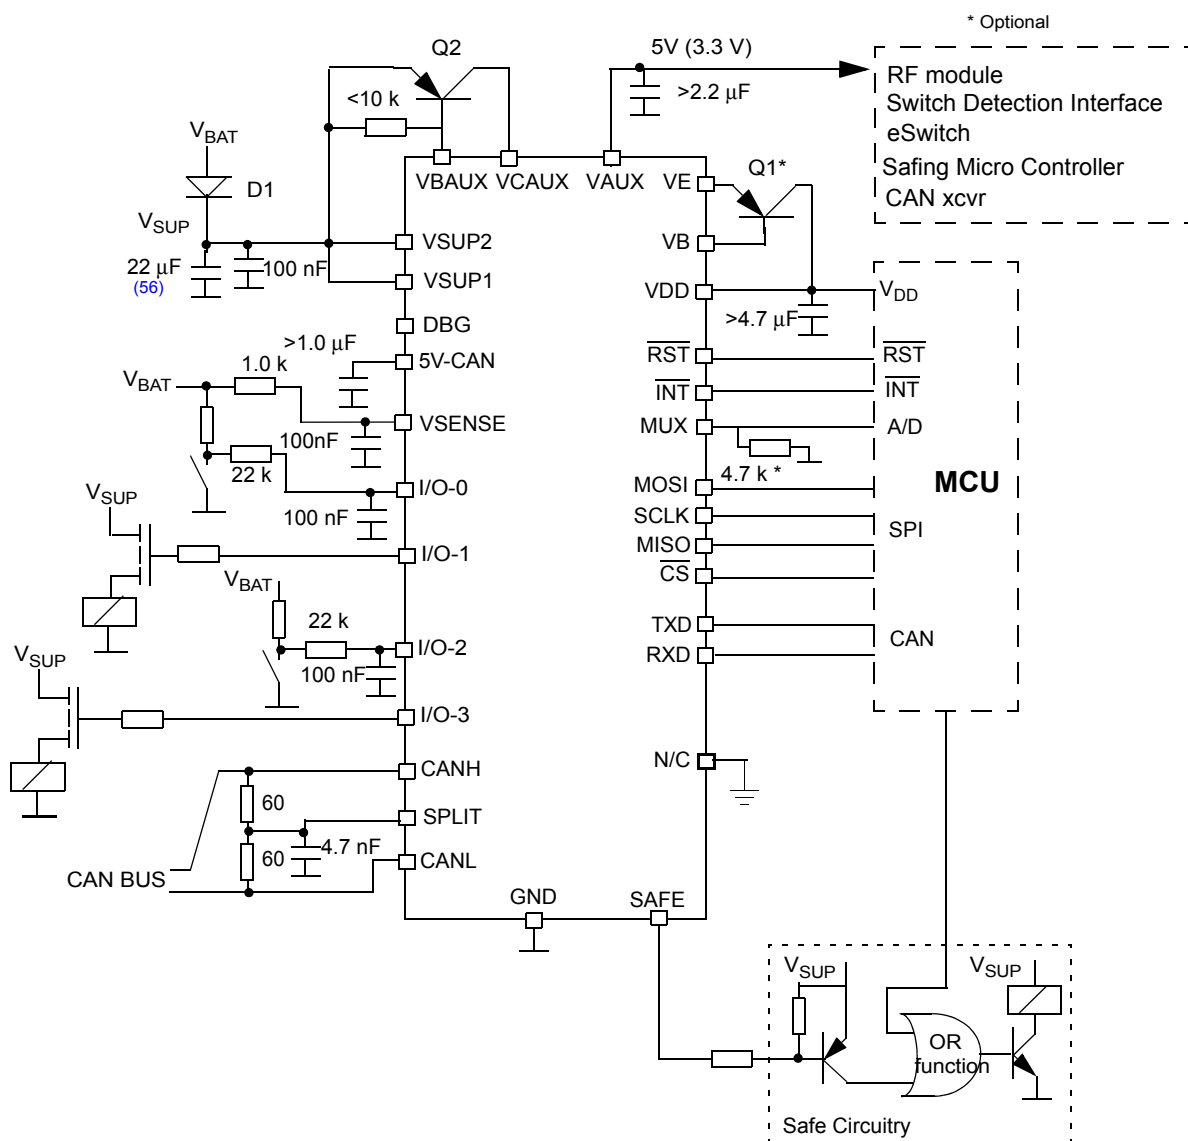 * Optional
Q2
5V (3.3 V)
RF module
Switch Detection Interface
eSwitch
Safing Micro Controller
CAN xcvr
<10 k
>2.2 μF
VBAT
D1
VSUP
22 μF
(56)
100 nF
VBAUX
VCAUX
VAUX
VE
Q1*
VB
VSUP2
VSUP1
VDD
VDD
>4.7 μF
DBG
>1.0 μF
5V-CAN
RST
RST
INT
INT
VBAT
1.0 k
VSENSE
100nF
MUX
A/D
4.7 k *
22 k
I/O-0
100 nF
MOSI
SCLK
MISO
CS
SPI
MCU
VSUP
I/O-1
VBAT
22 k
I/O-2
100 nF
TXD
RXD
CAN
VSUP
I/O-3
N/C
CANH
60
SPLIT
4.7 nF
60
CANL
CAN BUS
GND
SAFE
VSUP
VSUP
OR
function
Safe Circuitry